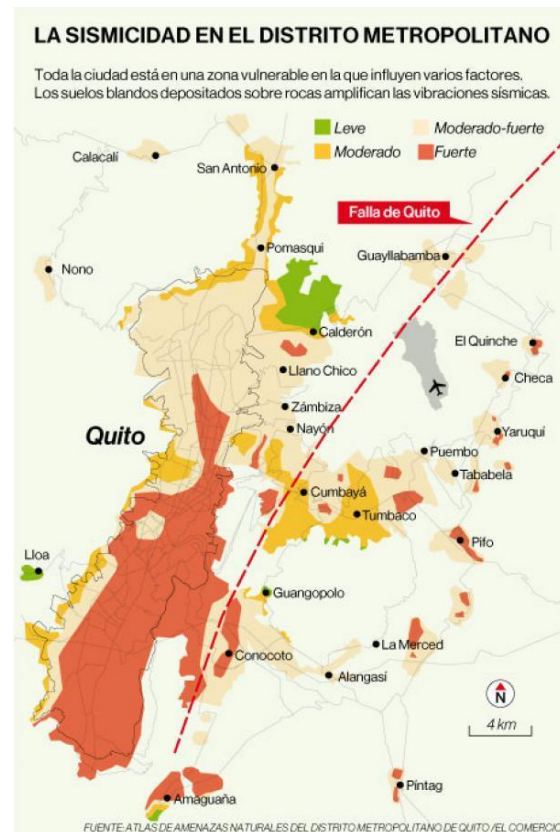 LA SISMICIDAD EN EL DISTRITO METROPOLITANO
Toda la ciudad está en una zona vulnerable en la que influyen varios factores.
Los suelos blandos depositados sobre rocas amplifican las vibraciones sísmicas.
Leve
Moderado-fuerte
Moderado
Fuerte
Calacalí
San Antonio
Falla de Quito
Pomasqui
Guayllabamba
Nono
Calderón
El Quinche
Llano Chico
Checa
Zámbiza
Quito
Nayón
Yaruquí
Puembo
Tababela
Cumbayá
Tumbaco
Pifo
Lloa
Guangopolo
La Merced
Conocoto
Alangasí
N
4 km
Píntag
Amaguaña
FUENTE: ATLAS DE AMENAZAS NATURALES DEL DISTRITO METROPOLITANO DE QUITO /EL COMERCIO